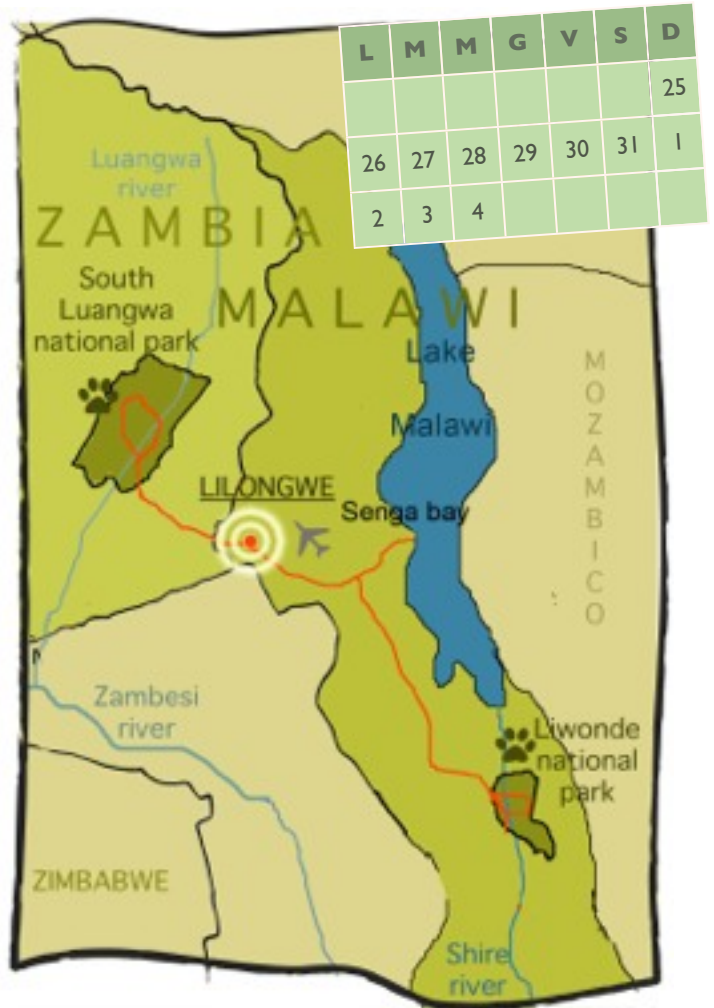 L M M G V S D
25
26 27 28 29 30 31 1
2 3 4
Luangwa
river
ZAMBIA
South
Luangwa
national park
MALAWI
Lake
Malawi
MOZAMBICO
LILONGWE
Senga bay
Zambesi
river
Liwonde
national
park
ZIMBABWE
Shire
river